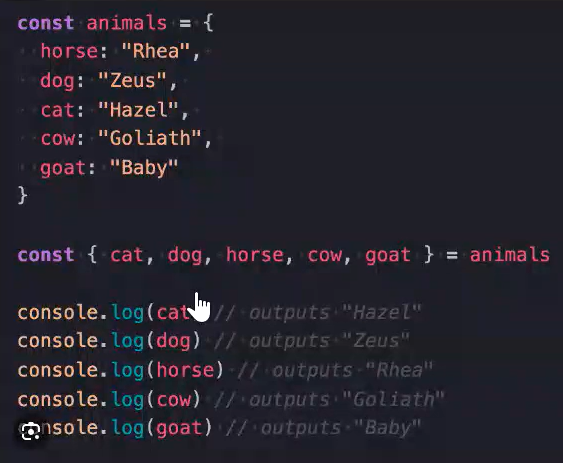 const animals = {
horse: "Rhea",
dog: "Zeus",
cat: "Hazel",
cow: "Goliath",
goat: "Baby"
}
const { cat, dog, horse, cow, goat } = animals
console.log(cat // outputs "Hazel"
console.log(dog) // outputs "Zeus"
console.log(horse) // outputs "Rhea"
console.log(cow) // outputs "Goliath"
nsole.log(goat) // outputs "Baby"